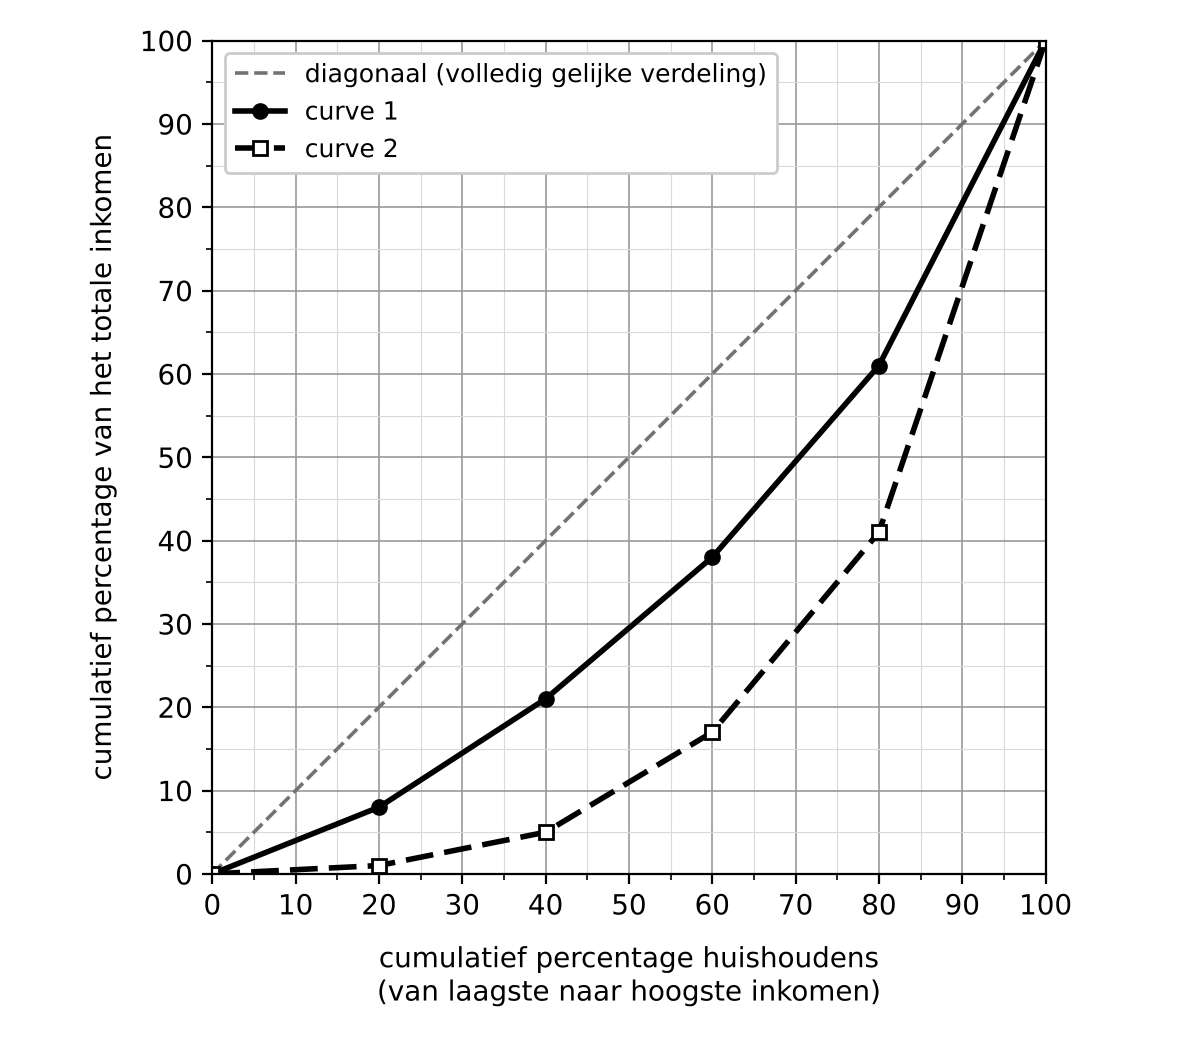 100
90
80
70
60
50
40
30
20
10
0
cumulatief percentage van het totale inkomen
diagonaal (volledig gelijke verdeling)
curve 1
curve 2
0 10 20 30 40 50 60 70 80 90 100
cumulatief percentage huishoudens
(van laagste naar hoogste inkomen)